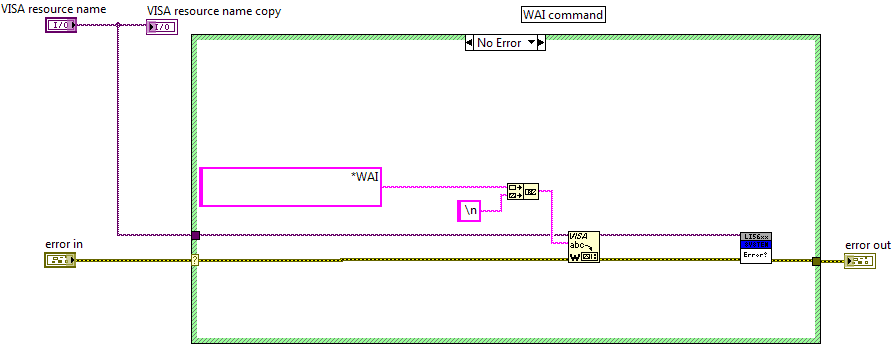 VISA resource name
I/O
VISA resource name copy
I/O
WAI command
No Error
*WAI
\n
VISA
abc
W
error in
?
Error?
error out